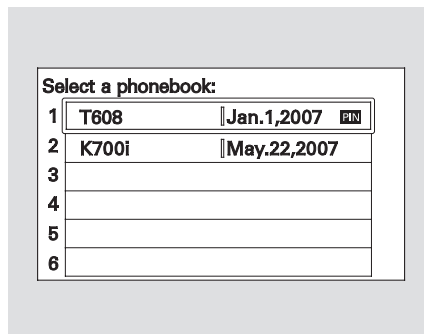 Select a phonebook:
1 T608 Jan.1,2007 PIN
2 K700i May.22,2007
3
4
5
6